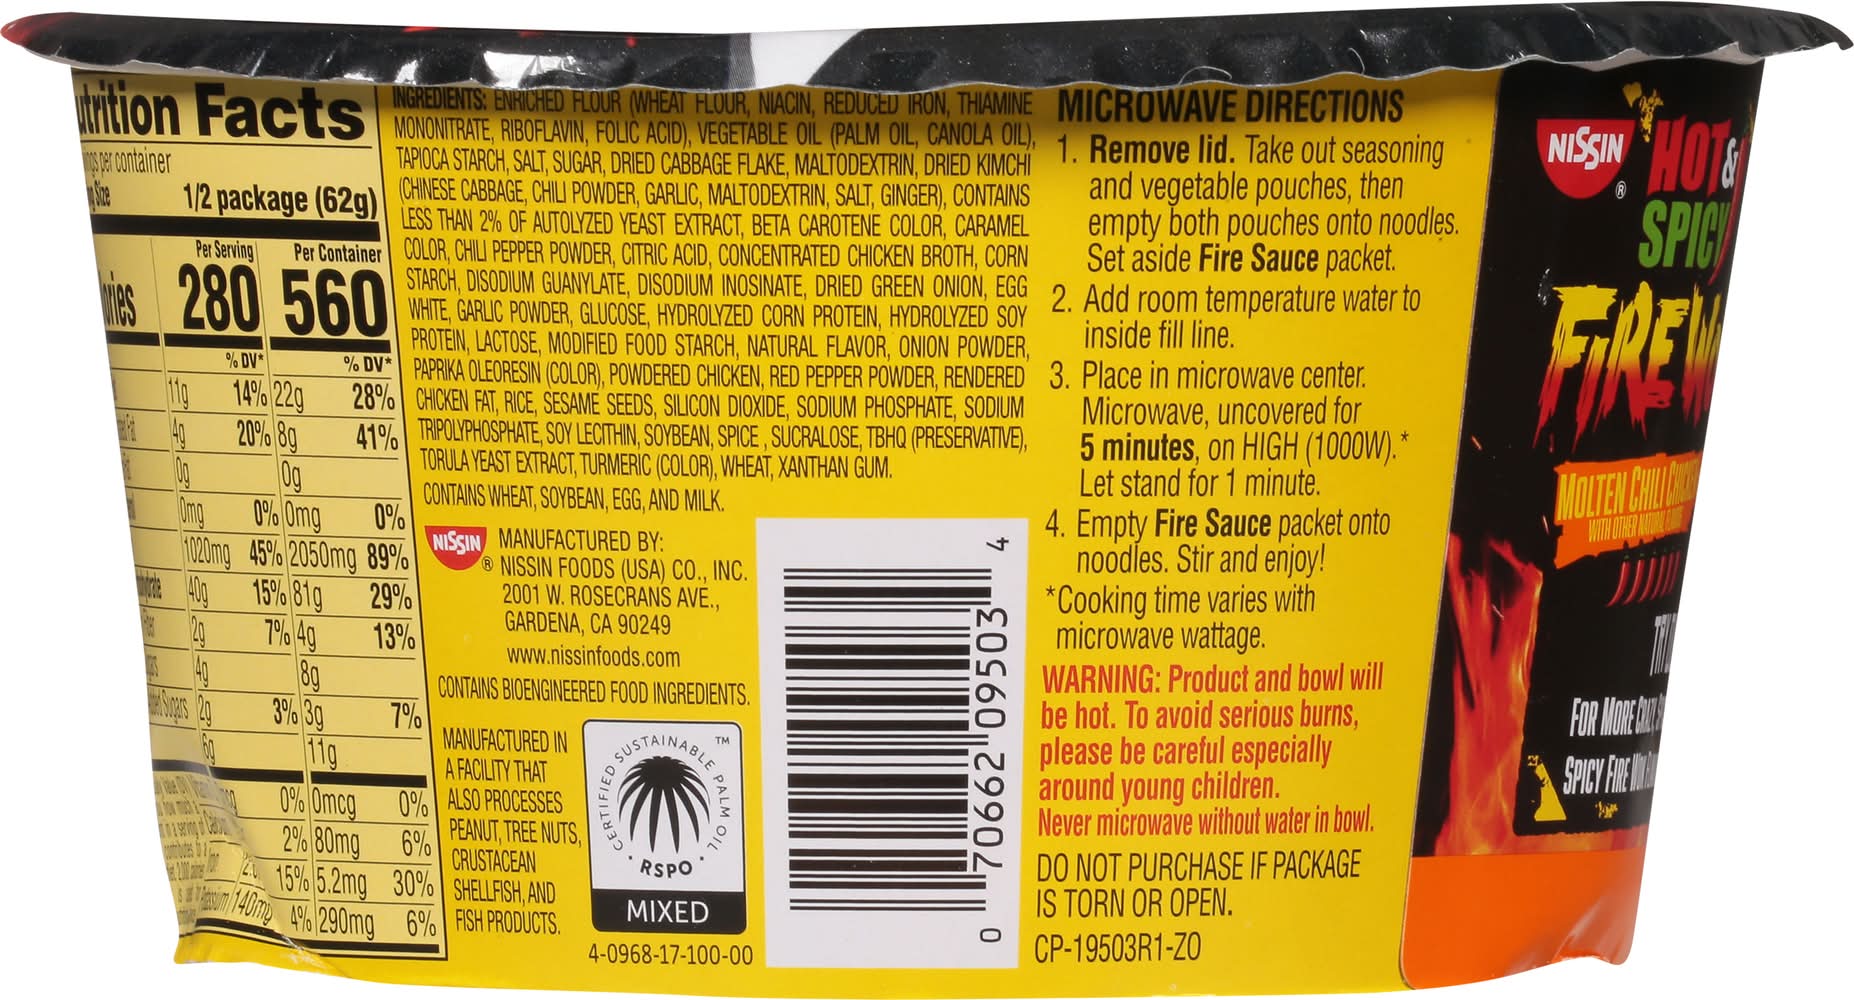 Nutrition Facts
per container
Size 1/2 package (62g)
Per Serving Per Container
280 560
% DV* % DV*
11g 14% 22g 28%
Fat 4g 20% 8g 41%
0g 0g
0mg 0% 0mg 0%
1020mg 45% 2050mg 89%
40g 15% 81g 29%
2g 7% 4g 13%
4g 8g
Sugars 2g 3% 3g 7%
6g 11g
0% 0mcg 0%
2% 80mg 6%
15% 5.2mg 30%
140mg 4% 290mg 6%
INGREDIENTS: ENRICHED FLOUR (WHEAT FLOUR, NIACIN, REDUCED IRON, THIAMINE
MONONITRATE, RIBOFLAVIN, FOLIC ACID), VEGETABLE OIL (PALM OIL, CANOLA OIL),
TAPIOCA STARCH, SALT, SUGAR, DRIED CABBAGE FLAKE, MALTODEXTRIN, DRIED KIMCHI
(CHINESE CABBAGE, CHILI POWDER, GARLIC, MALTODEXTRIN, SALT, GINGER), CONTAINS
LESS THAN 2% OF AUTOLYZED YEAST EXTRACT, BETA CAROTENE COLOR, CARAMEL
COLOR, CHILI PEPPER POWDER, CITRIC ACID, CONCENTRATED CHICKEN BROTH, CORN
STARCH, DISODIUM GUANYLATE, DISODIUM INOSINATE, DRIED GREEN ONION, EGG
WHITE, GARLIC POWDER, GLUCOSE, HYDROLYZED CORN PROTEIN, HYDROLYZED SOY
PROTEIN, LACTOSE, MODIFIED FOOD STARCH, NATURAL FLAVOR, ONION POWDER,
PAPRIKA OLEORESIN (COLOR), POWDERED CHICKEN, RED PEPPER POWDER, RENDERED
CHICKEN FAT, RICE, SESAME SEEDS, SILICON DIOXIDE, SODIUM PHOSPHATE, SODIUM
TRIPOLYPHOSPHATE, SOY LECITHIN, SOYBEAN, SPICE , SUCRALOSE, TBHQ (PRESERVATIVE),
TORULA YEAST EXTRACT, TURMERIC (COLOR), WHEAT, XANTHAN GUM.
CONTAINS WHEAT, SOYBEAN, EGG, AND MILK.
NISSIN ®
MANUFACTURED BY:
NISSIN FOODS (USA) CO., INC.
2001 W. ROSECRANS AVE.,
GARDENA, CA 90249
www.nissinfoods.com
CONTAINS BIOENGINEERED FOOD INGREDIENTS.
MANUFACTURED IN
A FACILITY THAT
ALSO PROCESSES
PEANUT, TREE NUTS,
CRUSTACEAN
SHELLFISH, AND
FISH PRODUCTS.
CERTIFIED SUSTAINABLE PALM OIL ™
RSPO
MIXED
4-0968-17-100-00
0 70662 09503 4
MICROWAVE DIRECTIONS
1. Remove lid. Take out seasoning
and vegetable pouches, then
empty both pouches onto noodles.
Set aside Fire Sauce packet.
2. Add room temperature water to
inside fill line.
3. Place in microwave center.
Microwave, uncovered for
5 minutes, on HIGH (1000W).*
Let stand for 1 minute.
4. Empty Fire Sauce packet onto
noodles. Stir and enjoy!
*Cooking time varies with
microwave wattage.
WARNING: Product and bowl will
be hot. To avoid serious burns,
please be careful especially
around young children.
Never microwave without water in bowl.
DO NOT PURCHASE IF PACKAGE
IS TORN OR OPEN.
CP-19503R1-ZO
NISSIN ®
HOT &
SPICY
FIRE
MOLTEN CHILI CHICKEN
WITH OTHER NATURAL
FOR MORE
SPICY FIRE WOK